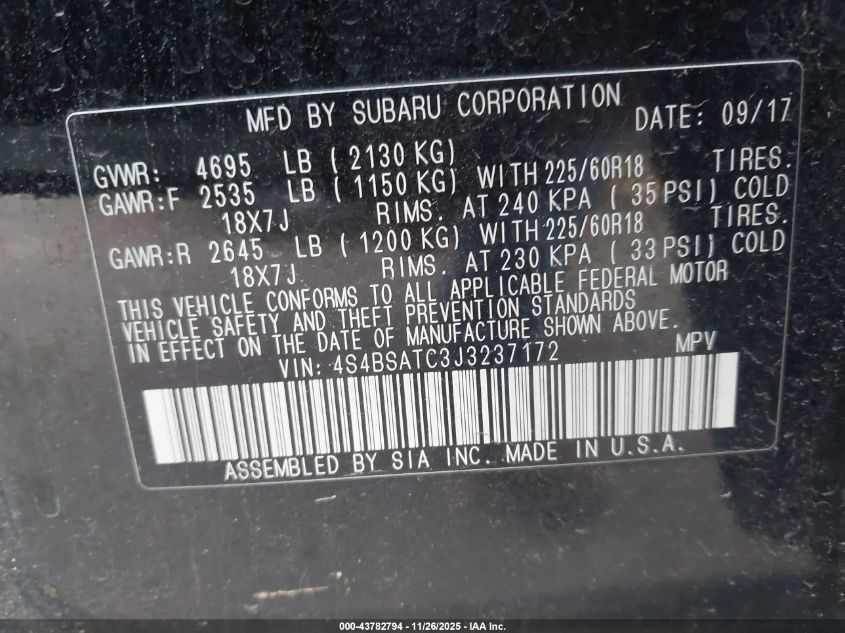 MFD BY SUBARU CORPORATION DATE: 09/17
GVWR: 4695 LB ( 2130 KG)
GAWR:F 2535 LB ( 1150 KG) WITH 225/60R18 TIRES.
18X7J RIMS. AT 240 KPA ( 35 PSI) COLD
GAWR:R 2645 LB ( 1200 KG) WITH 225/60R18 TIRES.
18X7J RIMS. AT 230 KPA ( 33 PSI) COLD
THIS VEHICLE CONFORMS TO ALL APPLICABLE FEDERAL MOTOR
VEHICLE SAFETY AND THEFT PREVENTION STANDARDS
IN EFFECT ON THE DATE OF MANUFACTURE SHOWN ABOVE.
VIN: 4S4BSATC3J3237172 MPV
ASSEMBLED BY SIA INC. MADE IN U.S.A.
000-43782794 - 11/26/2025 - IAA Inc.